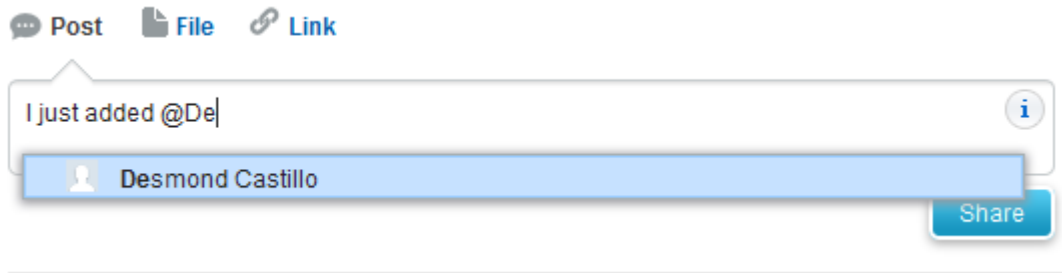 Post File Link
I just added @De
i
Desmond Castillo
Share